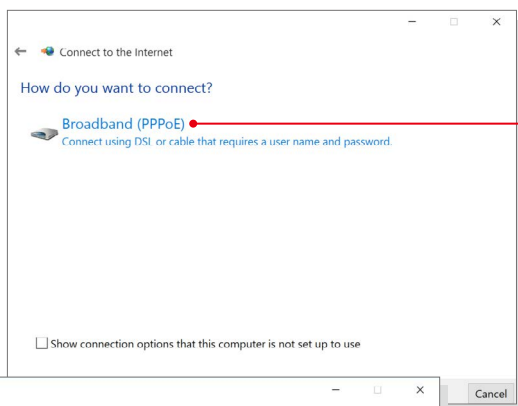 Connect to the Internet
How do you want to connect?
Broadband (PPPoE)
Connect using DSL or cable that requires a user name and password.
Show connection options that this computer is not set up to use
Cancel